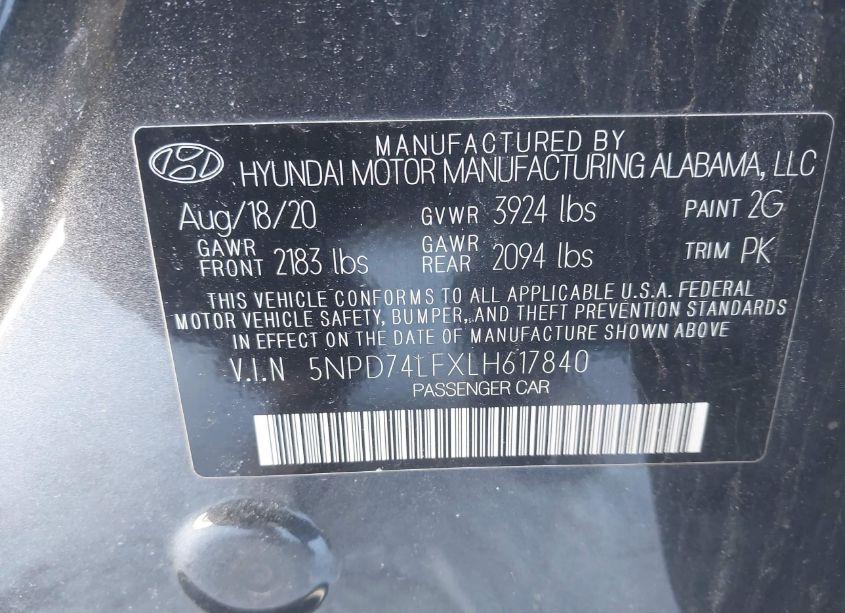 MANUFACTURED BY
HYUNDAI MOTOR MANUFACTURING ALABAMA, LLC
Aug/18/20 GVWR 3924 lbs PAINT 2G
GAWR FRONT 2183 lbs GAWR REAR 2094 lbs TRIM PK
THIS VEHICLE CONFORMS TO ALL APPLICABLE U.S.A. FEDERAL
MOTOR VEHICLE SAFETY, BUMPER, AND THEFT PREVENTION STANDARDS
IN EFFECT ON THE DATE OF MANUFACTURE SHOWN ABOVE
V.I.N 5NPD74LFXLH617840
PASSENGER CAR